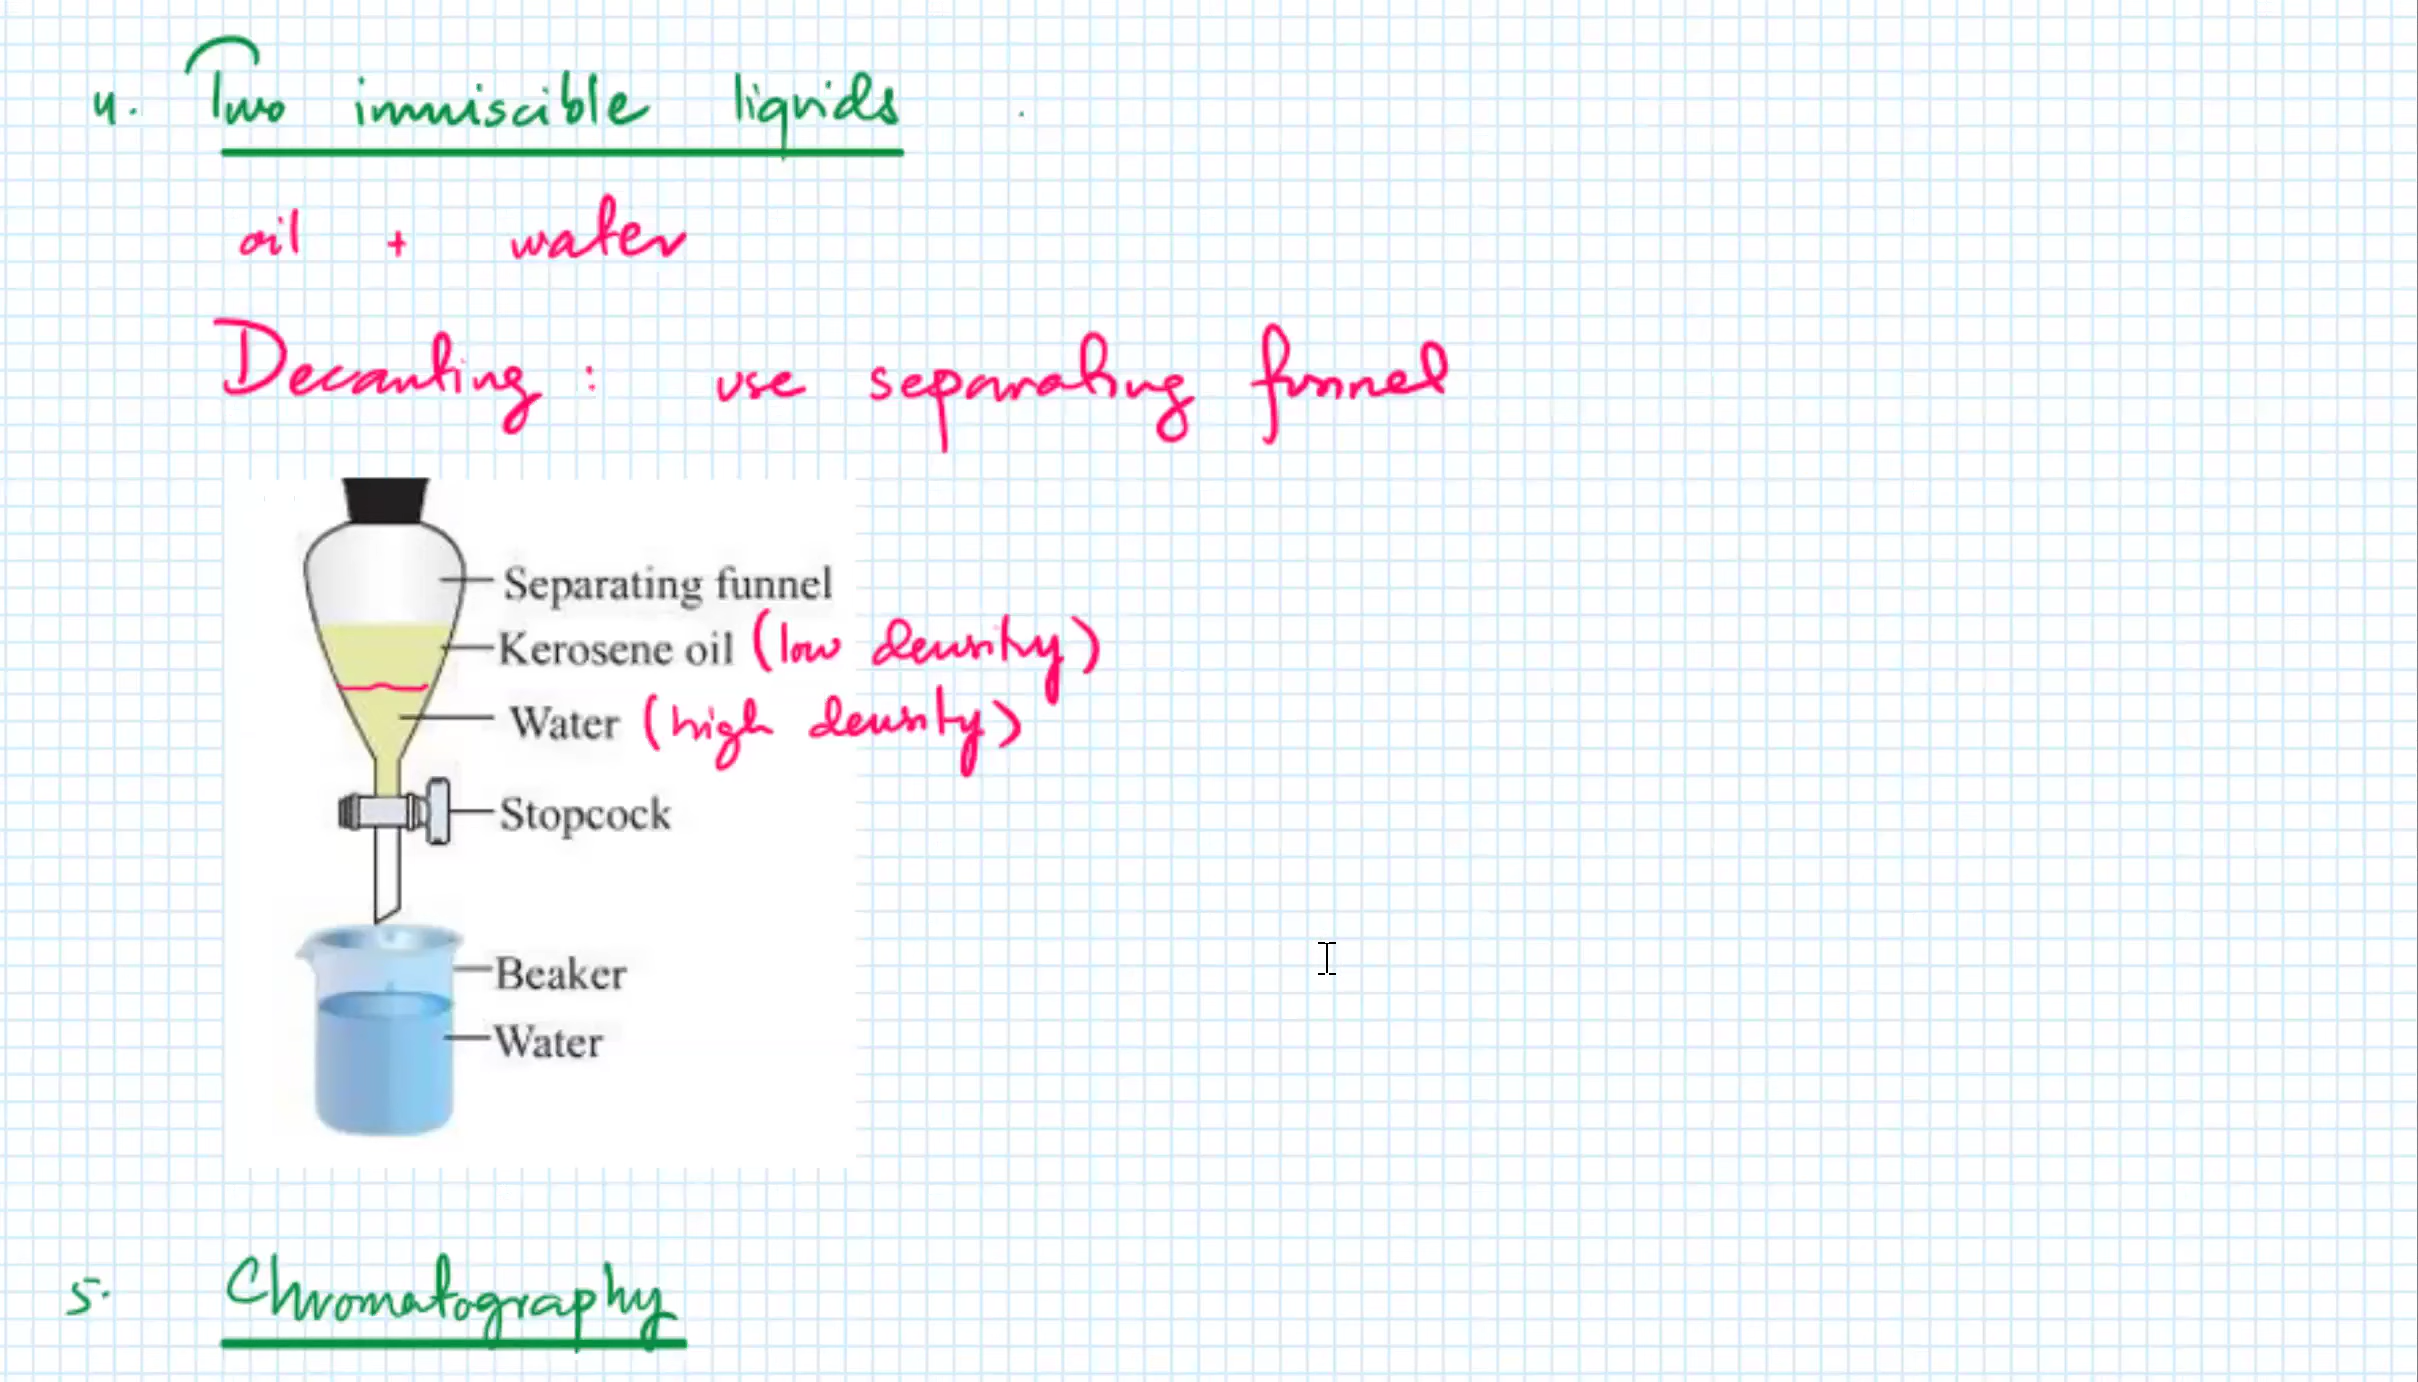 4. Two immiscible liquids
oil + water
Decanting : use separating funnel
Separating funnel
Kerosene oil (low density)
Water (high density)
Stopcock
Beaker
Water
5. Chromatography